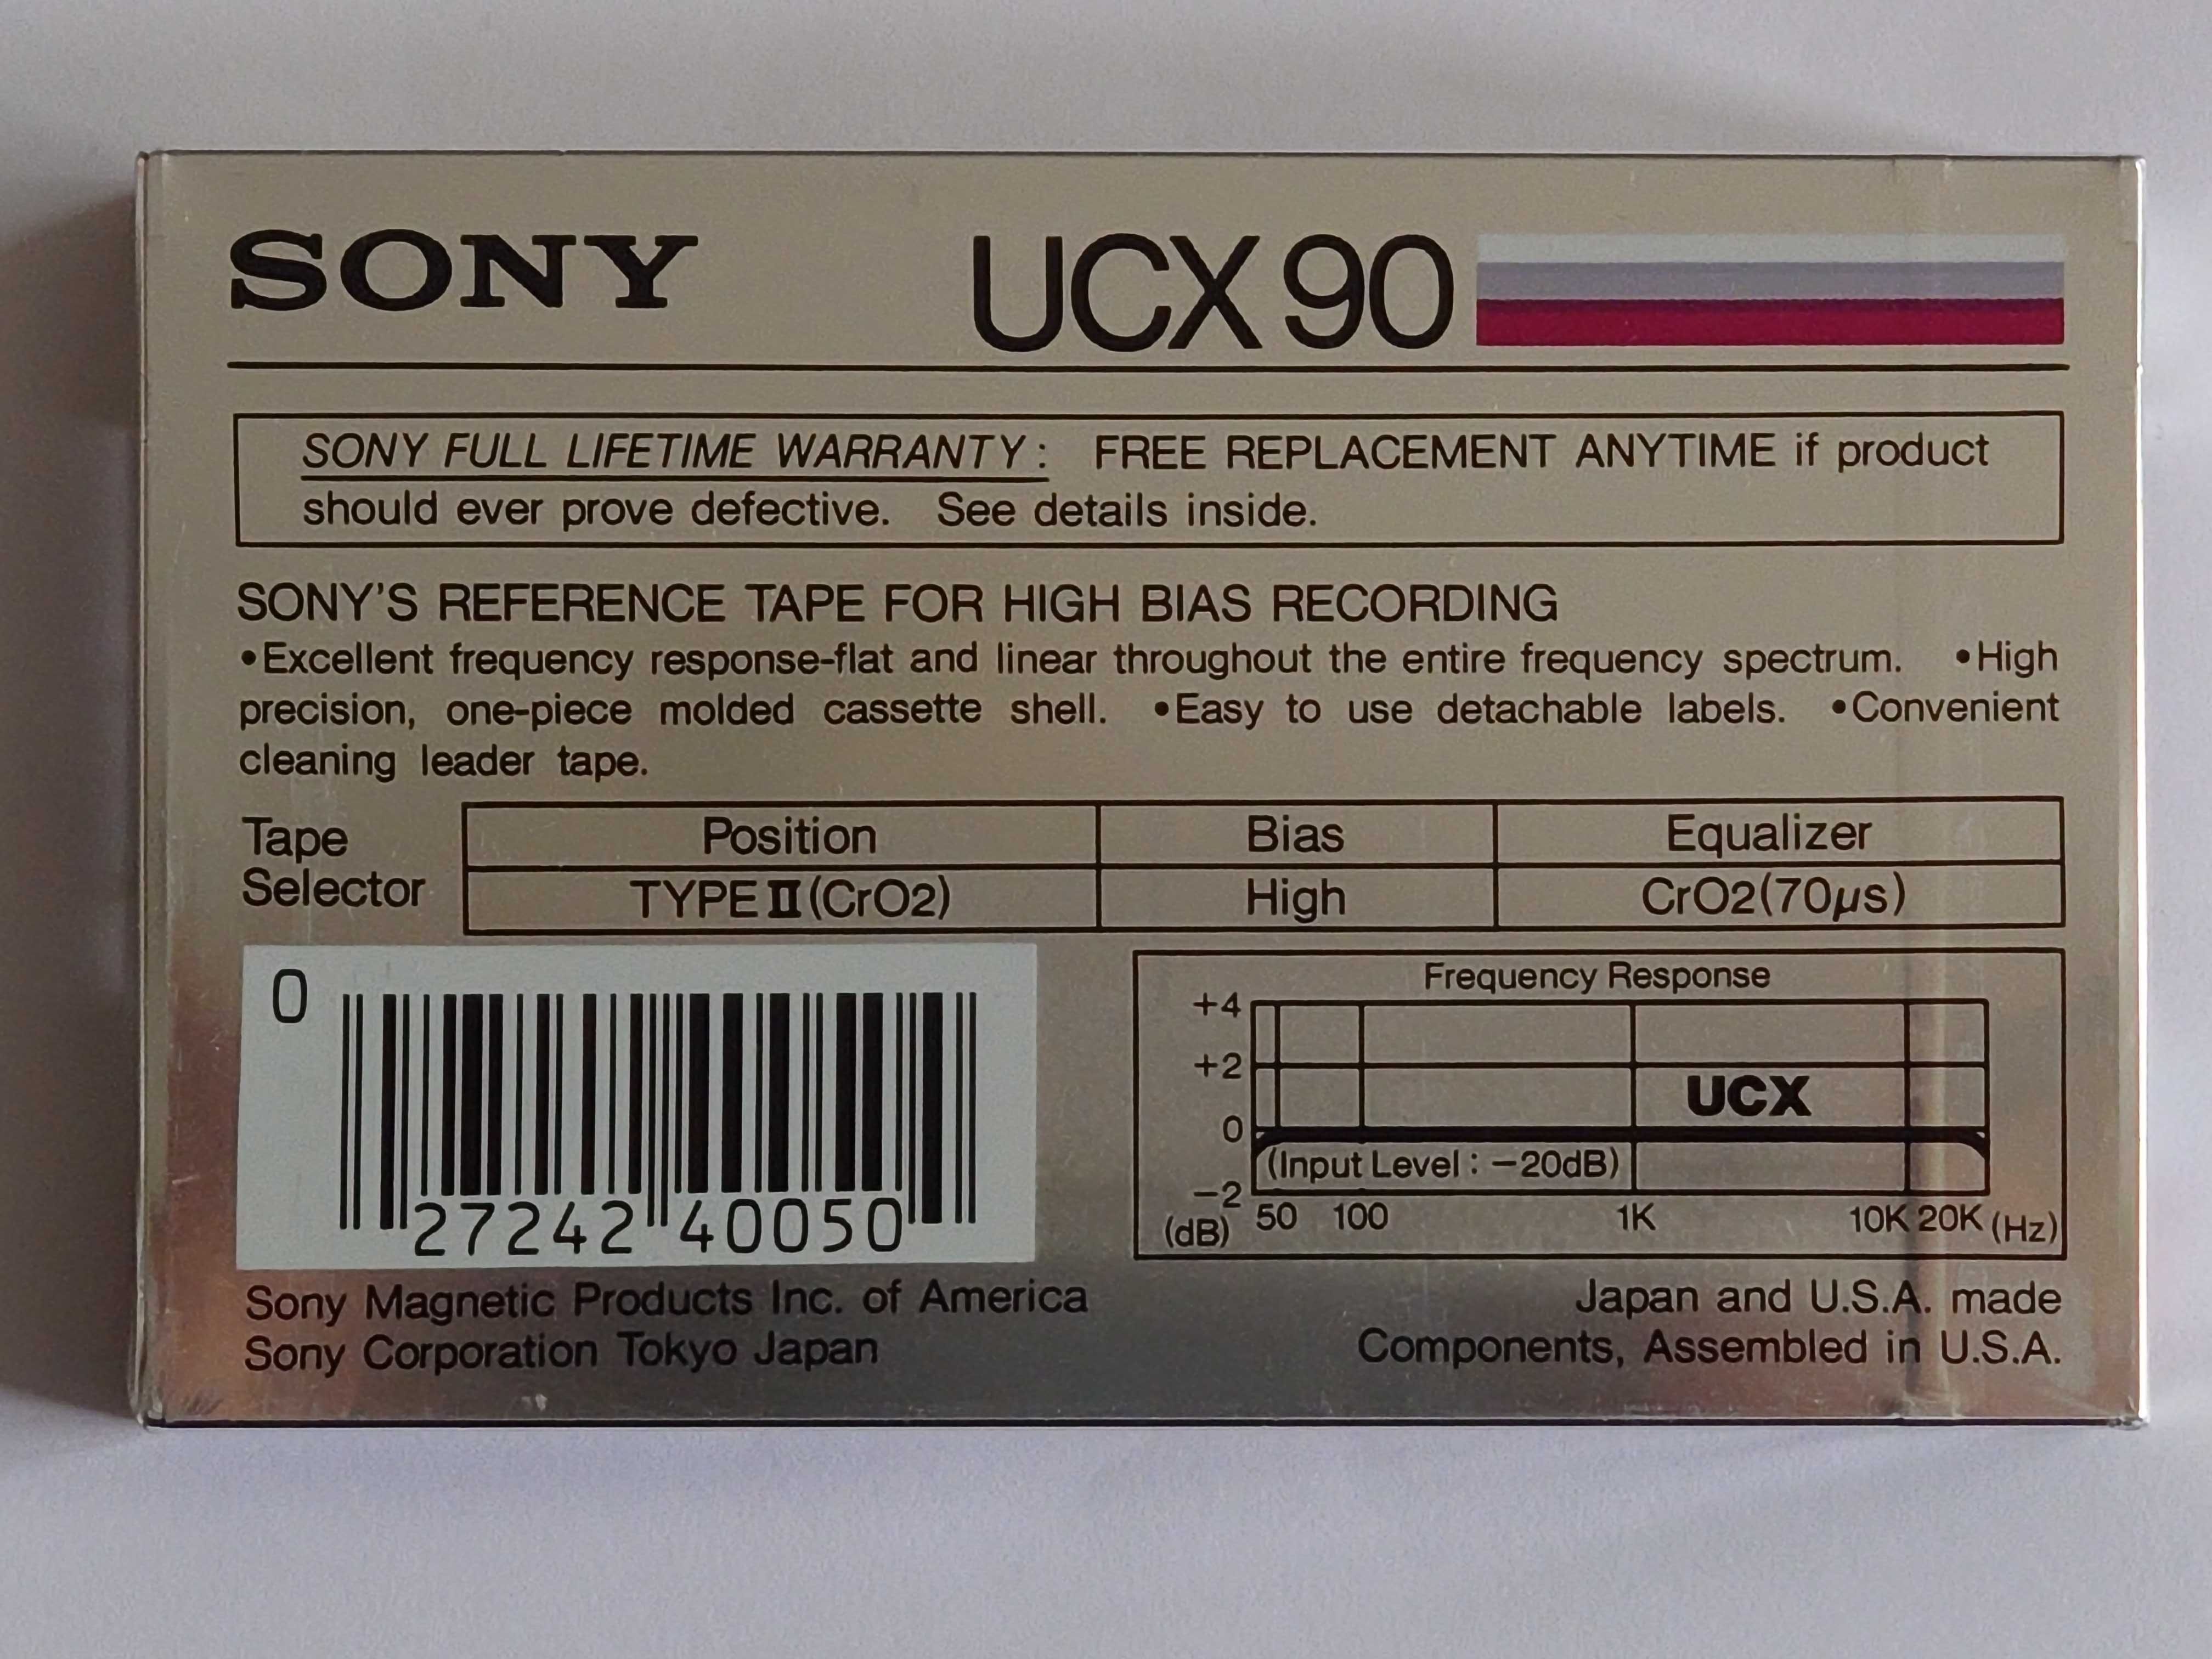 SONY UCX 90
SONY FULL LIFETIME WARRANTY: FREE REPLACEMENT ANYTIME if product
should ever prove defective. See details inside.
SONY'S REFERENCE TAPE FOR HIGH BIAS RECORDING
•Excellent frequency response-flat and linear throughout the entire frequency spectrum. •High
precision, one-piece molded cassette shell. •Easy to use detachable labels. •Convenient
cleaning leader tape.
Tape Selector
Position Bias Equalizer
TYPE II (CrO2) High CrO2(70μs)
0 27242 40050
Frequency Response
+4
+2
UCX
0
(Input Level : −20dB)
−2
(dB) 50 100 1K 10K 20K (Hz)
Sony Magnetic Products Inc. of America
Sony Corporation Tokyo Japan
Japan and U.S.A. made
Components, Assembled in U.S.A.